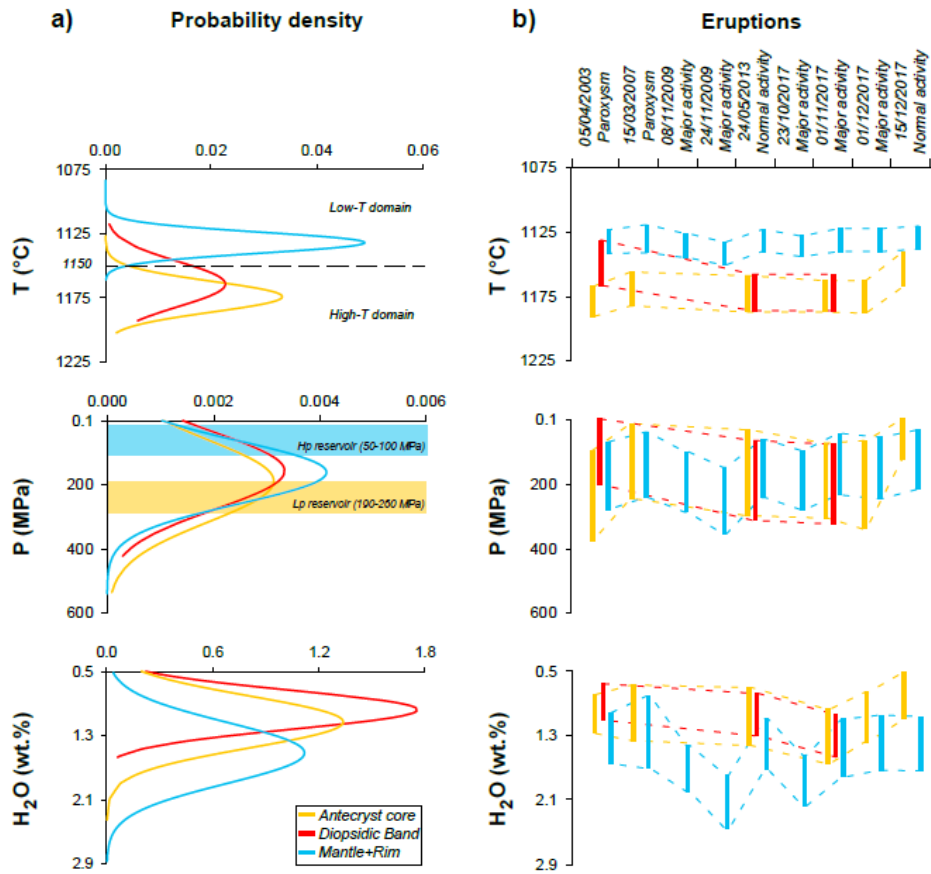 a)
Probability density
b)
Eruptions
05/04/2003
Paroxysm
15/03/2007
Paroxysm
08/11/2009
Major activity
24/11/2009
Major activity
24/05/2013
Normal activity
23/10/2017
Major activity
01/11/2017
Major activity
01/12/2017
Major activity
15/12/2017
Normal activity
0.00 0.02 0.04 0.06
1075
1125
1150
1175
1225
T (°C)
Low-T domain
High-T domain
1075
1125
1175
1225
T (°C)
0.000 0.002 0.004 0.006
0.1
200
400
600
P (MPa)
Hp reservoir (50-100 MPa)
Lp reservoir (190-260 MPa)
0.1
200
400
600
P (MPa)
0.0 0.6 1.2 1.8
0.5
1.3
2.1
2.9
H2O (wt.%)
Antecryst core
Diopsidic Band
Mantle+Rim
0.5
1.3
2.1
2.9
H2O (wt.%)